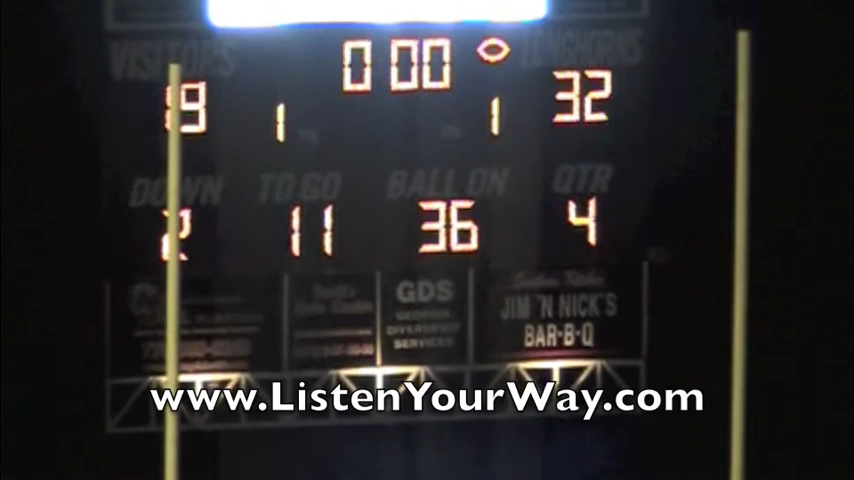 VISITORS 0 00 LONGHORNS
1 1 32
DOWN TO GO BALL ON QTR
2 11 36 4
GDS
GEORGIA
DIVERSIFIED
SERVICES
JIM 'N NICK'S
BAR-B-Q
www.ListenYourWay.com